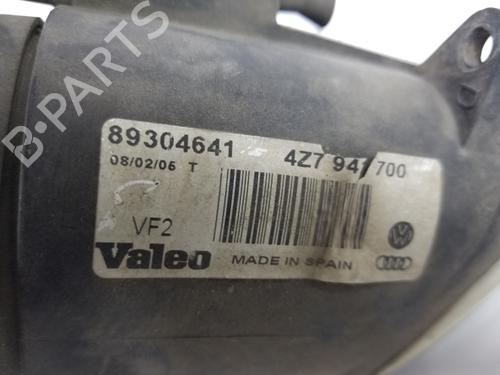 B-PARTS
89304641 4Z7 941 700
08/02/05 T
VF2
Valeo MADE IN SPAIN